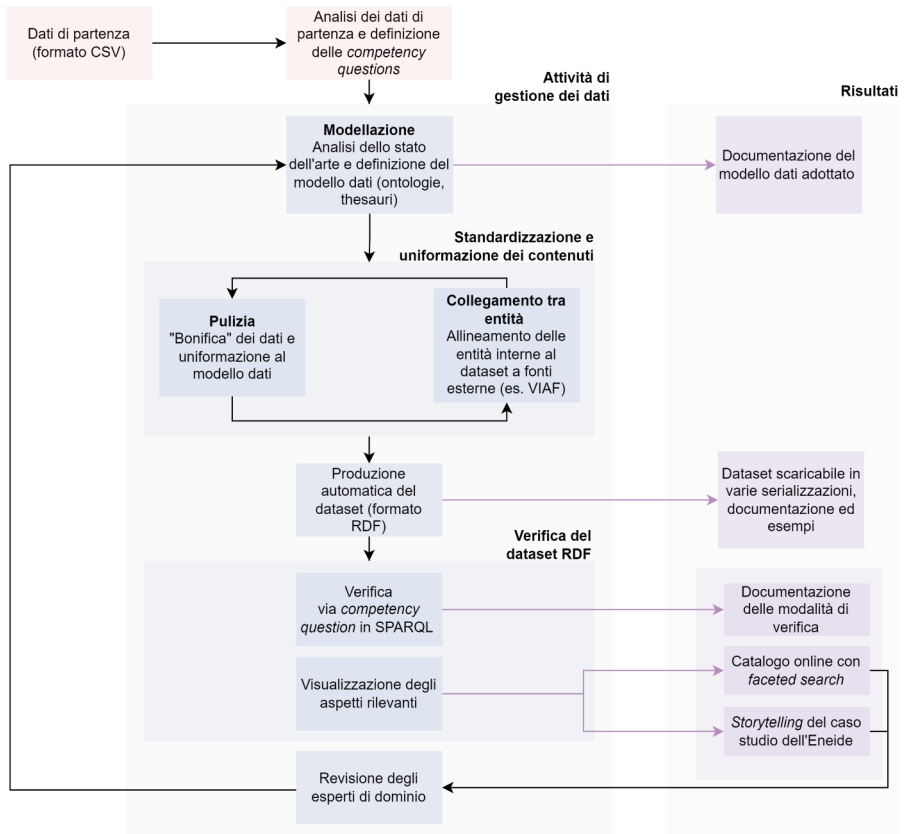 Dati di partenza
(formato CSV)
Analisi dei dati di
partenza e definizione
delle competency
questions
Attività di
gestione dei dati
Risultati
Modellazione
Analisi dello stato
dell'arte e definizione del
modello dati (ontologie,
thesauri)
Documentazione del
modello dati adottato
Standardizzazione e
uniformazione dei contenuti
Pulizia
"Bonifica" dei dati e
uniformazione al
modello dati
Collegamento tra
entità
Allineamento delle
entità interne al
dataset a fonti
esterne (es. VIAF)
Produzione
automatica del
dataset (formato
RDF)
Dataset scaricabile in
varie serializzazioni,
documentazione ed
esempi
Verifica del
dataset RDF
Verifica
via competency
question in SPARQL
Documentazione
delle modalità di
verifica
Visualizzazione degli
aspetti rilevanti
Catalogo online con
faceted search
Storytelling del caso
studio dell'Eneide
Revisione degli
esperti di dominio